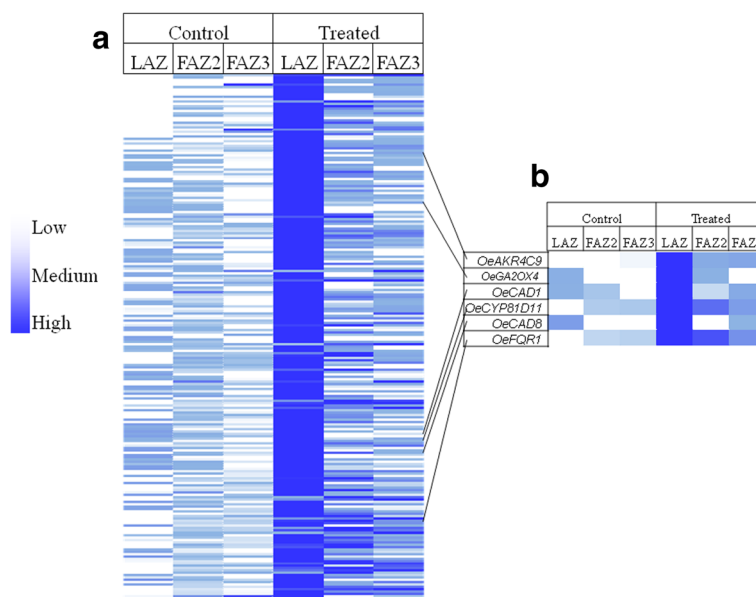 a
Control Treated
LAZ FAZ2 FAZ3 LAZ FAZ2 FAZ3
Low
Medium
High
b
Control Treated
LAZ FAZ2 FAZ3 LAZ FAZ2 FAZ
OeAKR4C9
OeGA2OX4
OeCAD1
OeCYP81D11
OeCAD8
OeFQR1